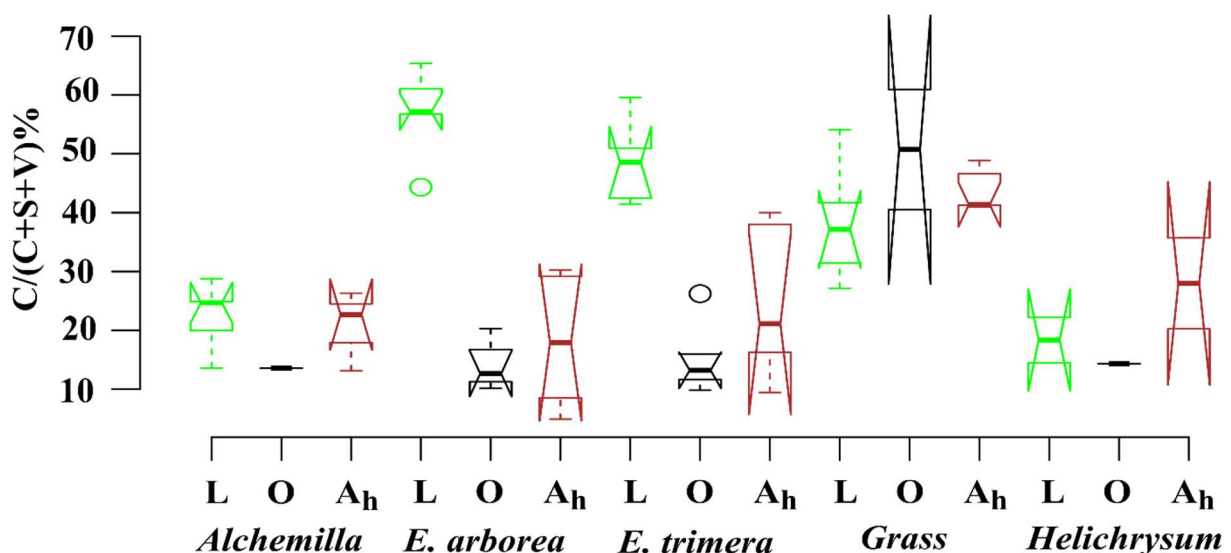 C/(C+S+V)%
70
60
50
40
30
20
10
L O Ah L O Ah L O Ah L O Ah L O Ah
Alchemilla E. arborea E. trimera Grass Helichrysum